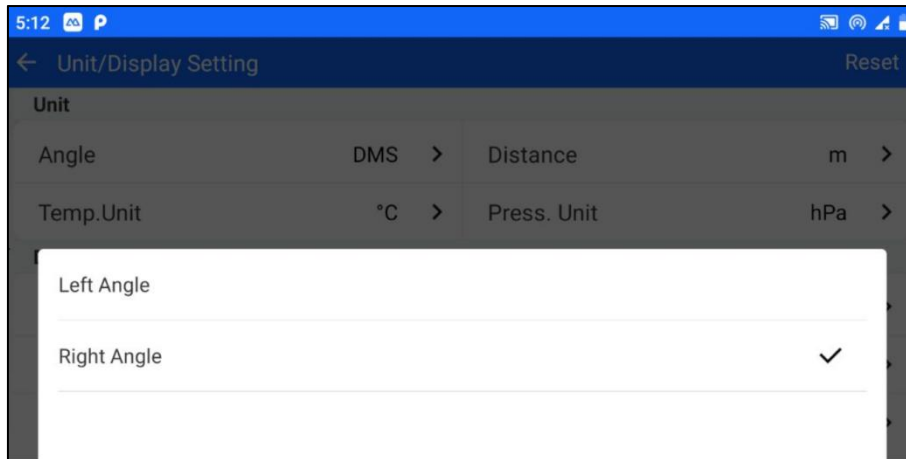 5:12
Unit/Display Setting Reset
Unit
Angle DMS Distance m
Temp.Unit °C Press. Unit hPa
Left Angle
Right Angle